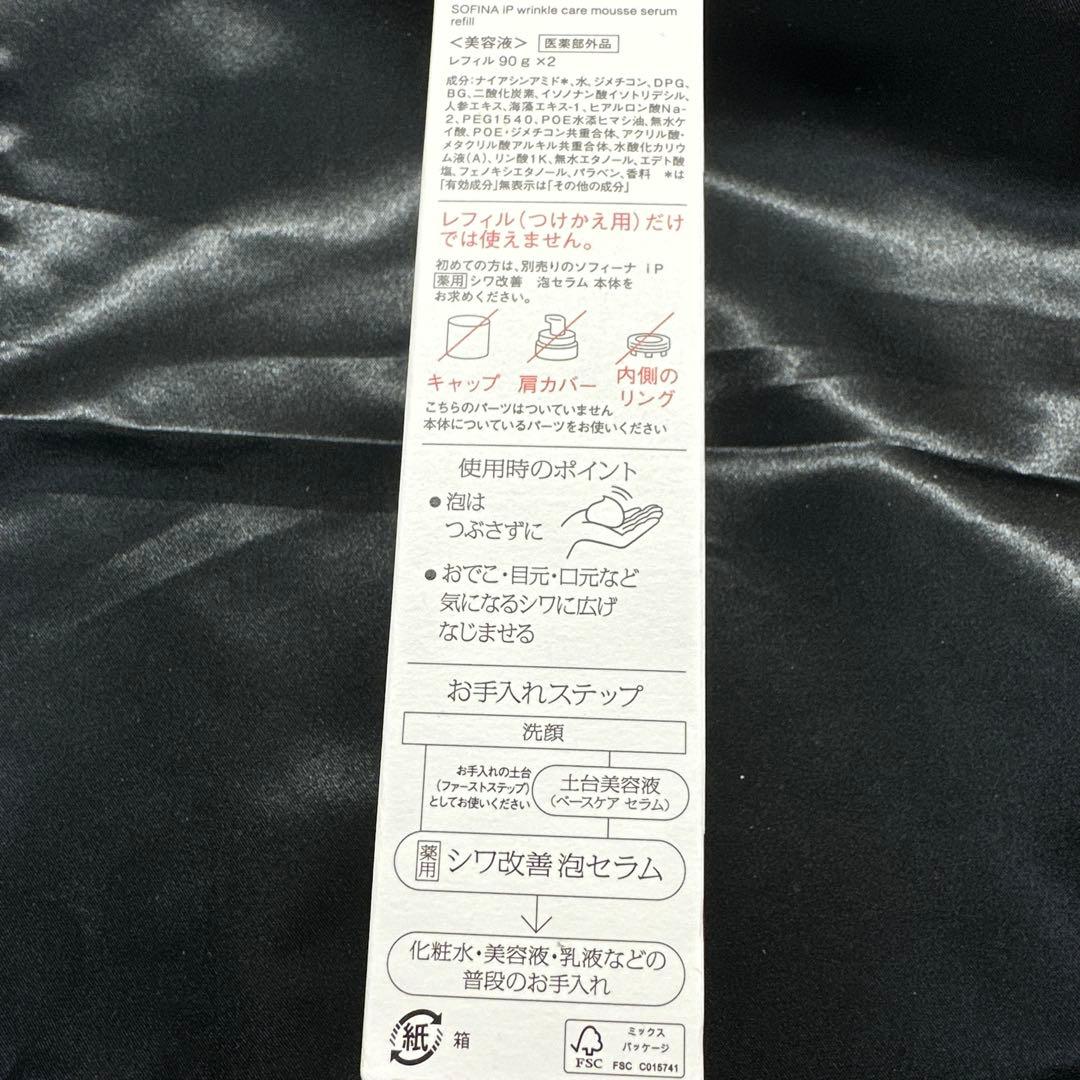 SOFINA iP wrinkle care mousse serum
refill
＜美容液＞ 医薬部外品
レフィル 90ｇ×2
成分：ナイアシンアミド＊、水、ジメチコン、DPG、
BG、二酸化炭素、イソノナン酸イソトリデシル、
人参エキス、海藻エキス-1、ヒアルロン酸Na-
2、PEG1540、POE水添ヒマシ油、無水ケ
イ酸、POE・ジメチコン共重合体、アクリル酸・
メタクリル酸アルキル共重合体、水酸化カリウ
ム液（A）、リン酸1K、無水エタノール、エデト酸
塩、フェノキシエタノール、パラベン、香料 ＊は
「有効成分」無表示は「その他の成分」
レフィル（つけかえ用）だけ
では使えません。
初めての方は、別売りのソフィーナ iP
薬用 シワ改善 泡セラム 本体を
お求めください。
キャップ 肩カバー 内側の
リング
こちらのパーツはついていません
本体についているパーツをお使いください
使用時のポイント
●泡は
つぶさずに
●おでこ・目元・口元など
気になるシワに広げ
なじませる
お手入れステップ
洗顔
お手入れの土台
（ファーストステップ）
としてお使いください
土台美容液
（ベースケア セラム）
薬用 シワ改善 泡セラム
化粧水・美容液・乳液などの
普段のお手入れ
紙 箱
ミックス
パッケージ
FSC FSC C015741